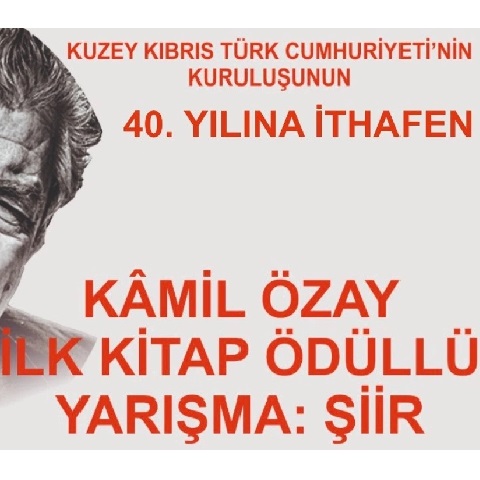 KUZEY KIBRIS TÜRK CUMHURİYETİ'NİN
KURULUŞUNUN
40. YILINA İTHAFEN
KÂMİL ÖZAY
İLK KİTAP ÖDÜLLÜ
YARIŞMA: ŞİİR